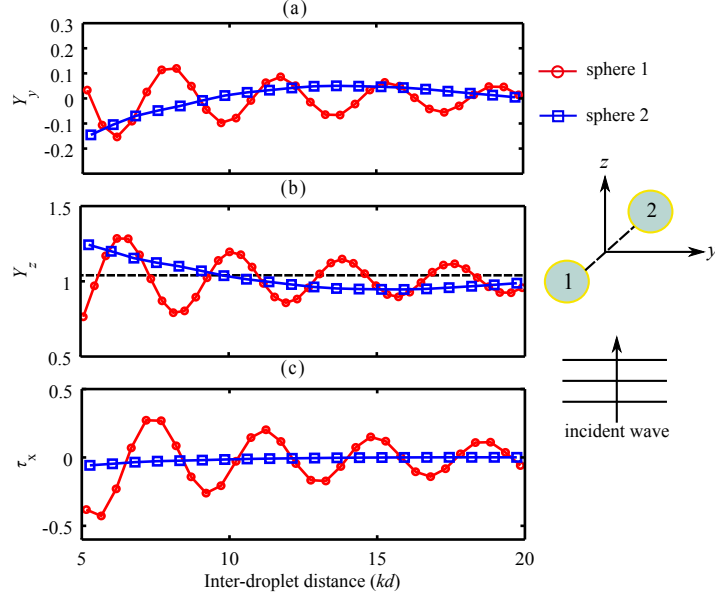 (a)
0.3
0.2
0.1
0
-0.1
-0.2
Y_y
sphere 1
sphere 2
(b)
1.5
1
0.5
Y_z
z
2
y
1
(c)
0.5
0
-0.5
τ_x
5
10
15
20
Inter-droplet distance (kd)
incident wave